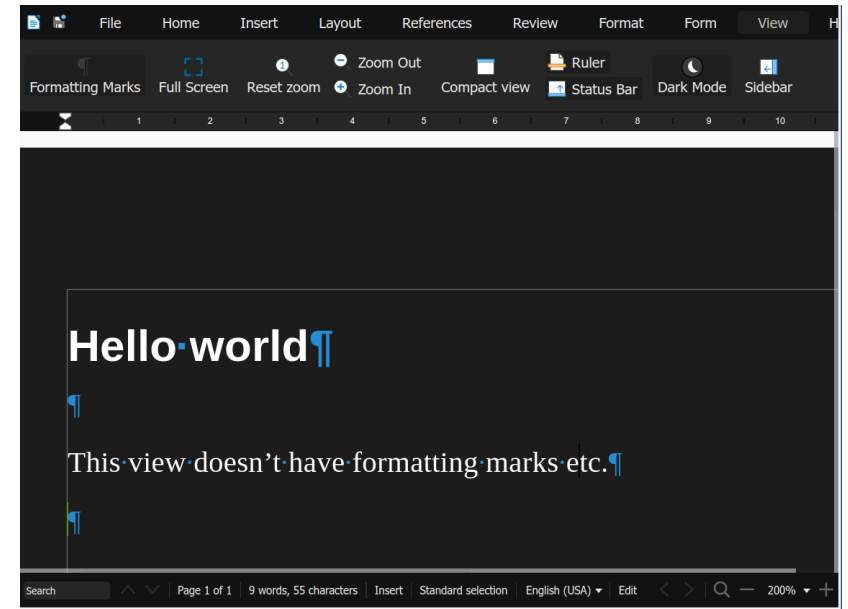 File Home Insert Layout References Review Format Form View H
Zoom Out Ruler
Formatting Marks Full Screen Reset zoom Zoom In Compact view Status Bar Dark Mode Sidebar
1 2 3 4 5 6 7 8 9 10
Hello·world¶
¶
This·view·doesn’t·have·formatting·marks·etc.¶
¶
Search Page 1 of 1 9 words, 55 characters Insert Standard selection English (USA) Edit 200%